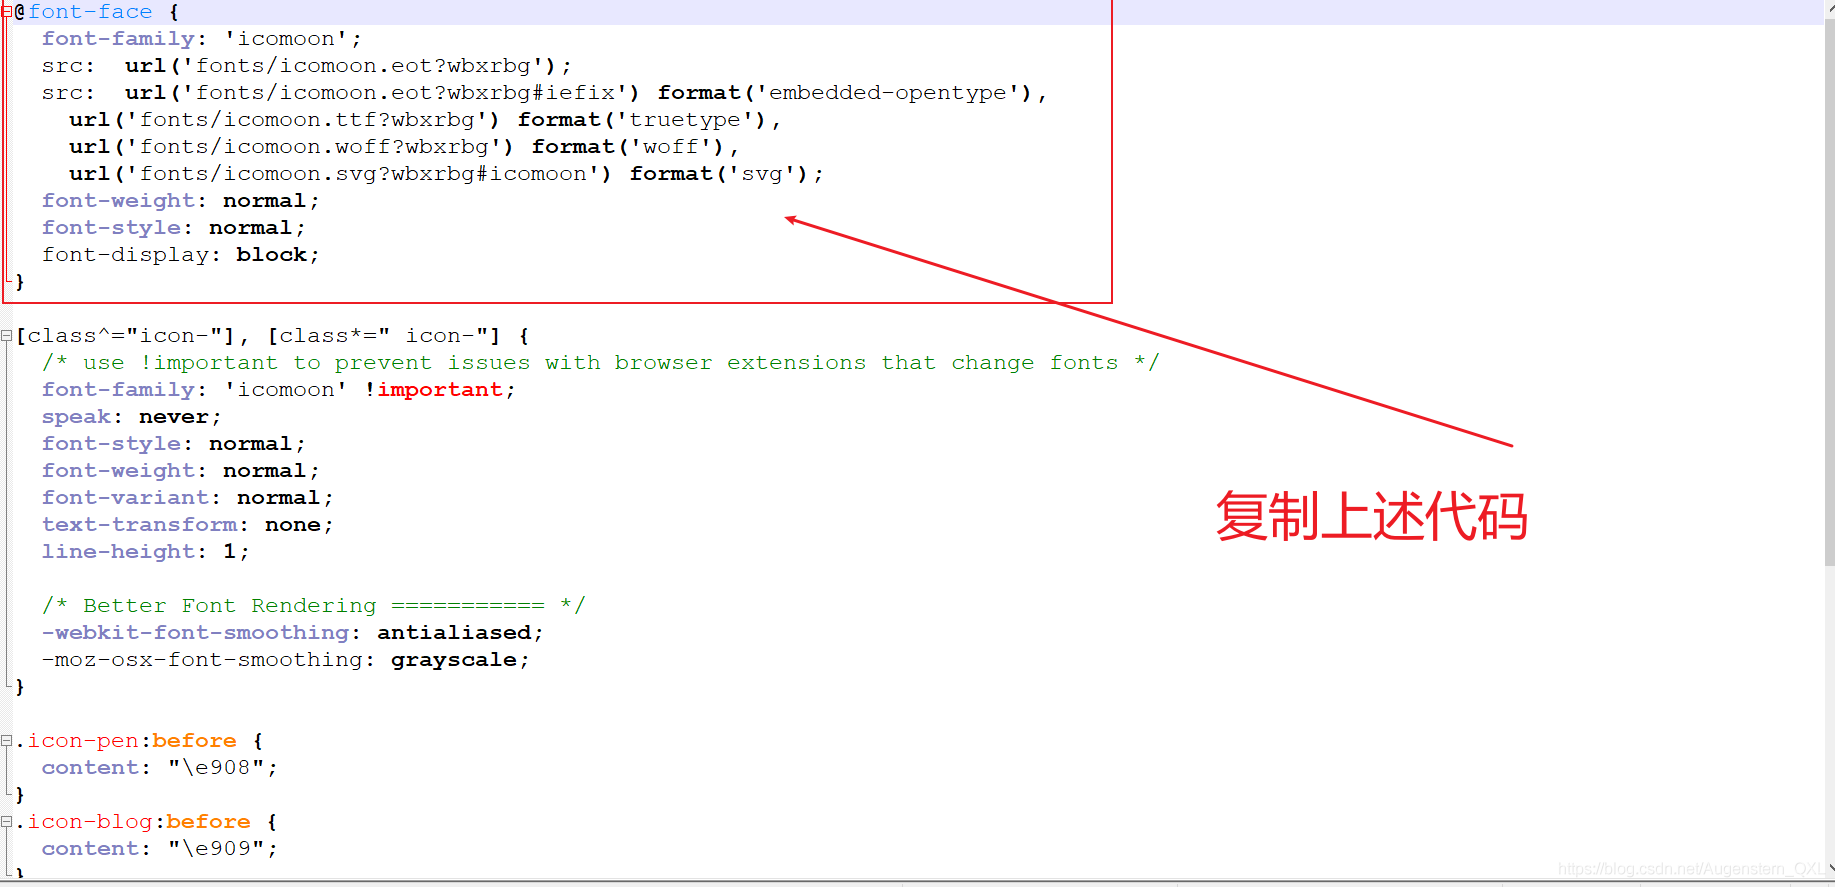 @font-face {
  font-family: 'icomoon';
  src:  url('fonts/icomoon.eot?wbxrbg');
  src:  url('fonts/icomoon.eot?wbxrbg#iefix') format('embedded-opentype'),
    url('fonts/icomoon.ttf?wbxrbg') format('truetype'),
    url('fonts/icomoon.woff?wbxrbg') format('woff'),
    url('fonts/icomoon.svg?wbxrbg#icomoon') format('svg');
  font-weight: normal;
  font-style: normal;
  font-display: block;
}
[class^="icon-"], [class*=" icon-"] {
  /* use !important to prevent issues with browser extensions that change fonts */
  font-family: 'icomoon' !important;
  speak: never;
  font-style: normal;
  font-weight: normal;
  font-variant: normal;
  text-transform: none;
  line-height: 1;
复制上述代码
  /* Better Font Rendering =========== */
  -webkit-font-smoothing: antialiased;
  -moz-osx-font-smoothing: grayscale;
}
.icon-pen:before {
  content: "\e908";
}
.icon-blog:before {
  content: "\e909";
}
https://blog.csdn.net/Augenstern_QXL